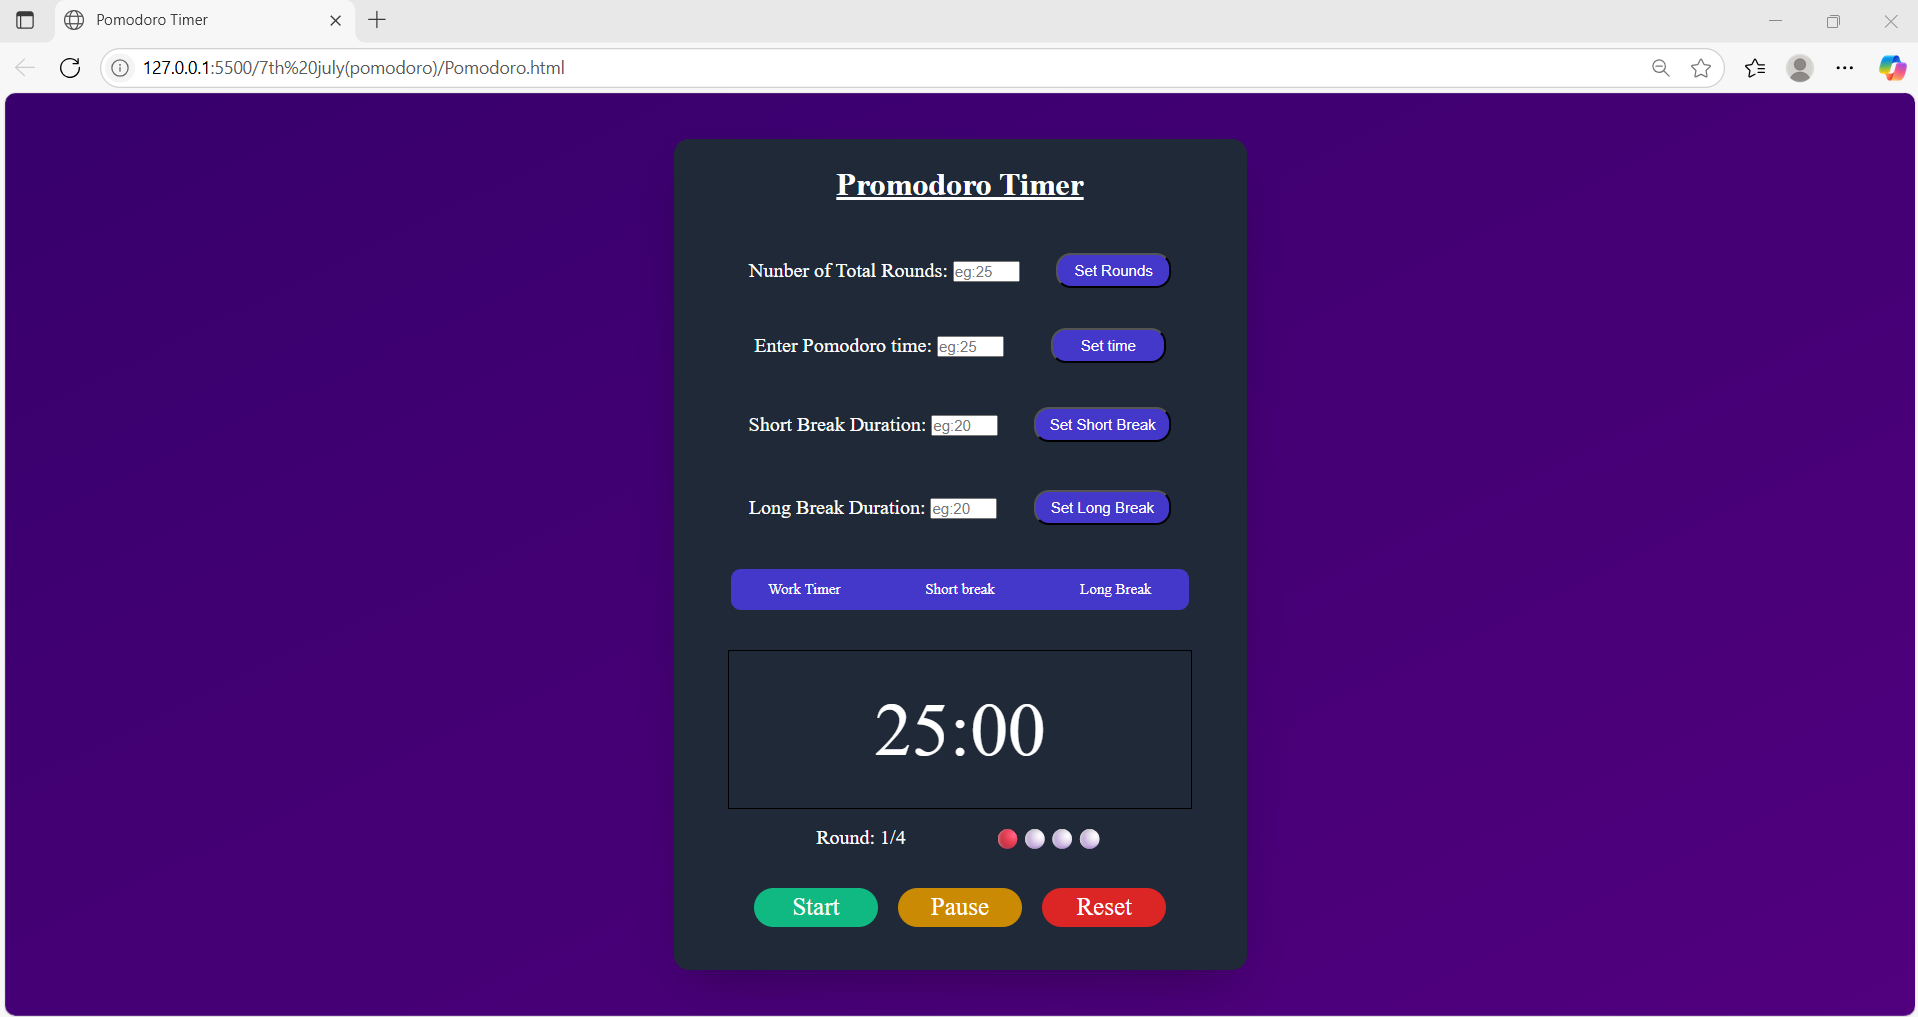 Pomodoro Timer
127.0.0.1:5500/7th%20july(pomodoro)/Pomodoro.html
Promodoro Timer
Nunber of Total Rounds: eg:25 Set Rounds
Enter Pomodoro time: eg:25 Set time
Short Break Duration: eg:20 Set Short Break
Long Break Duration: eg:20 Set Long Break
Work Timer Short break Long Break
25:00
Round: 1/4
Start Pause Reset